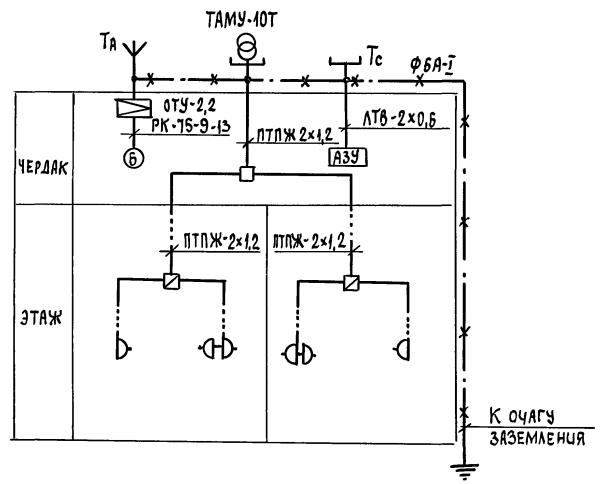 ТАМУ-10Т
ТА
ТС
ФБА-I
ОТУ-2,2
РК-75-9-13
ПТПЖ 2×1,2
ЛТВ-2×0,6
Б
АЗУ
ЧЕРДАК
ПТПЖ-2×1,2
ПТПЖ-2×1,2
ЭТАЖ
К ОЧАГУ
ЗАЗЕМЛЕНИЯ